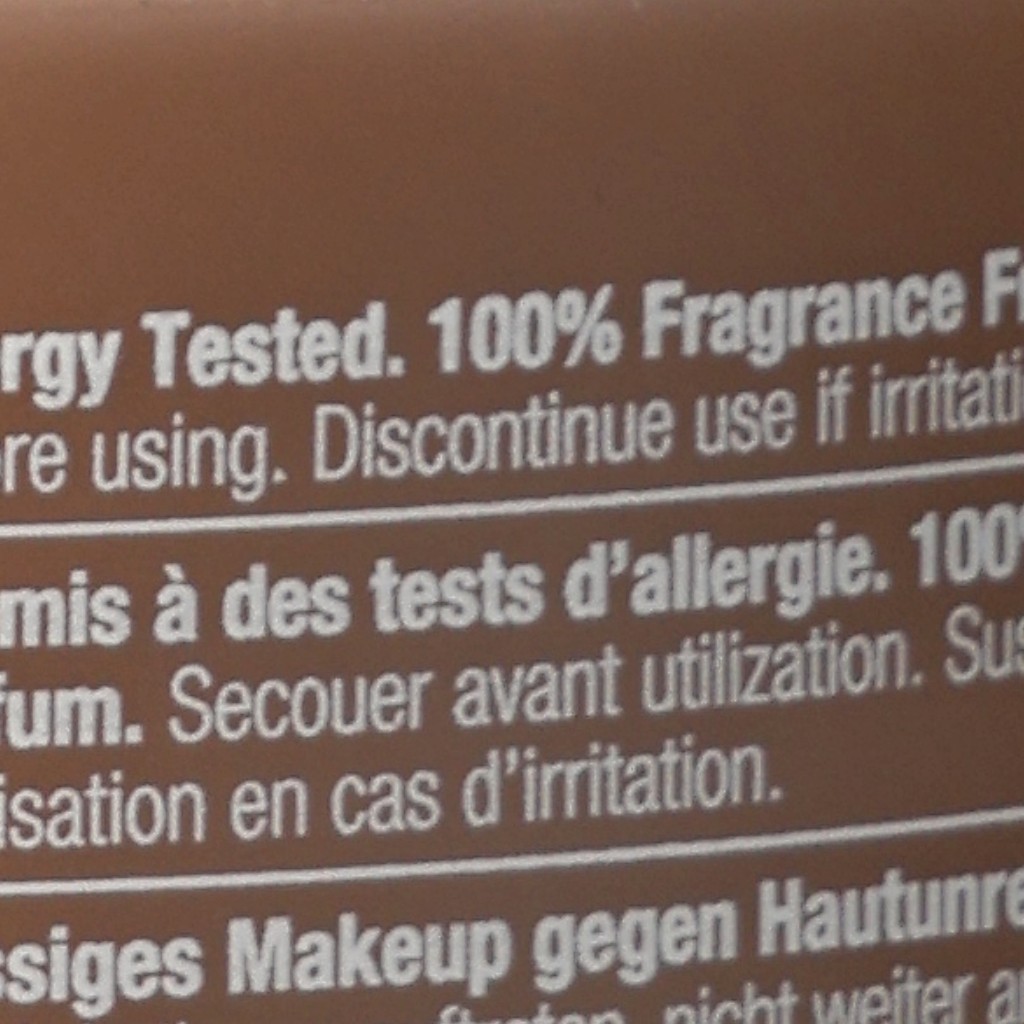 rgy Tested. 100% Fragrance
re using. Discontinue use if irritati
mis à des tests d'allergie. 100%
fum. Secouer avant utilization. Sus
isation en cas d'irritation.
ssiges Makeup gegen Hautunre
nicht weiter